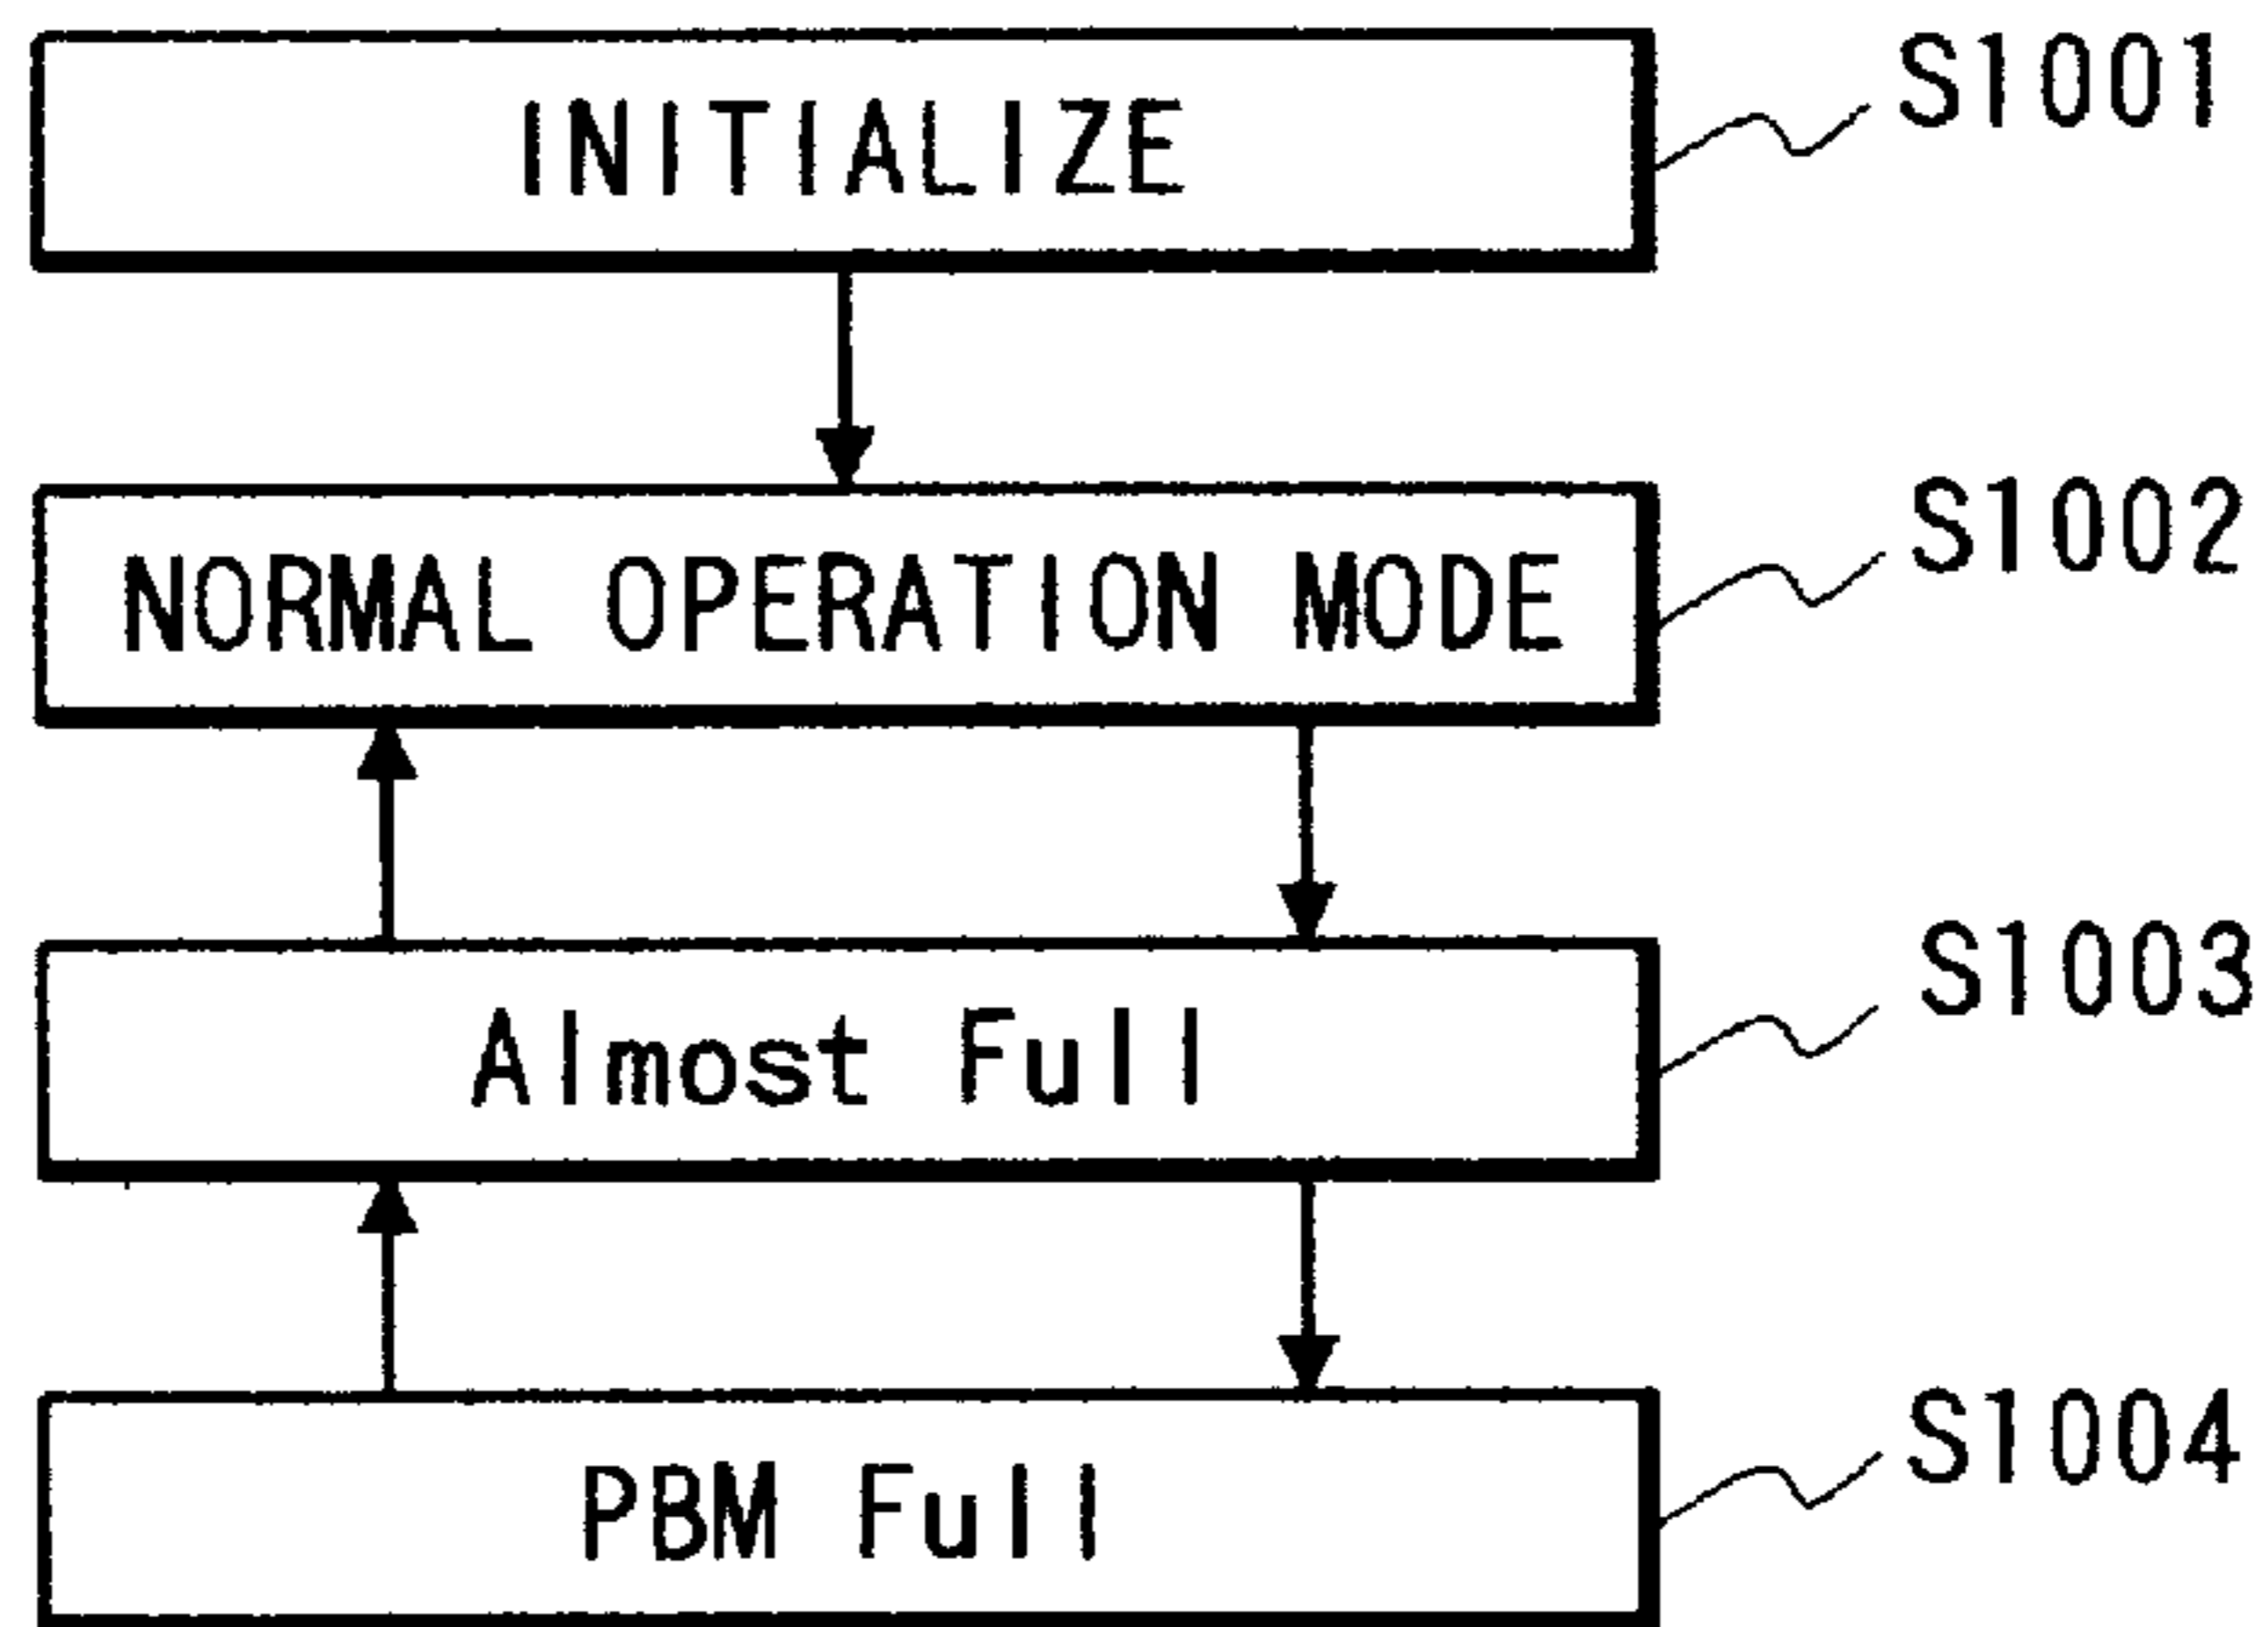 INITIALIZE
S1001
NORMAL OPERATION MODE
S1002
Almost Full
S1003
PBM Full
S1004